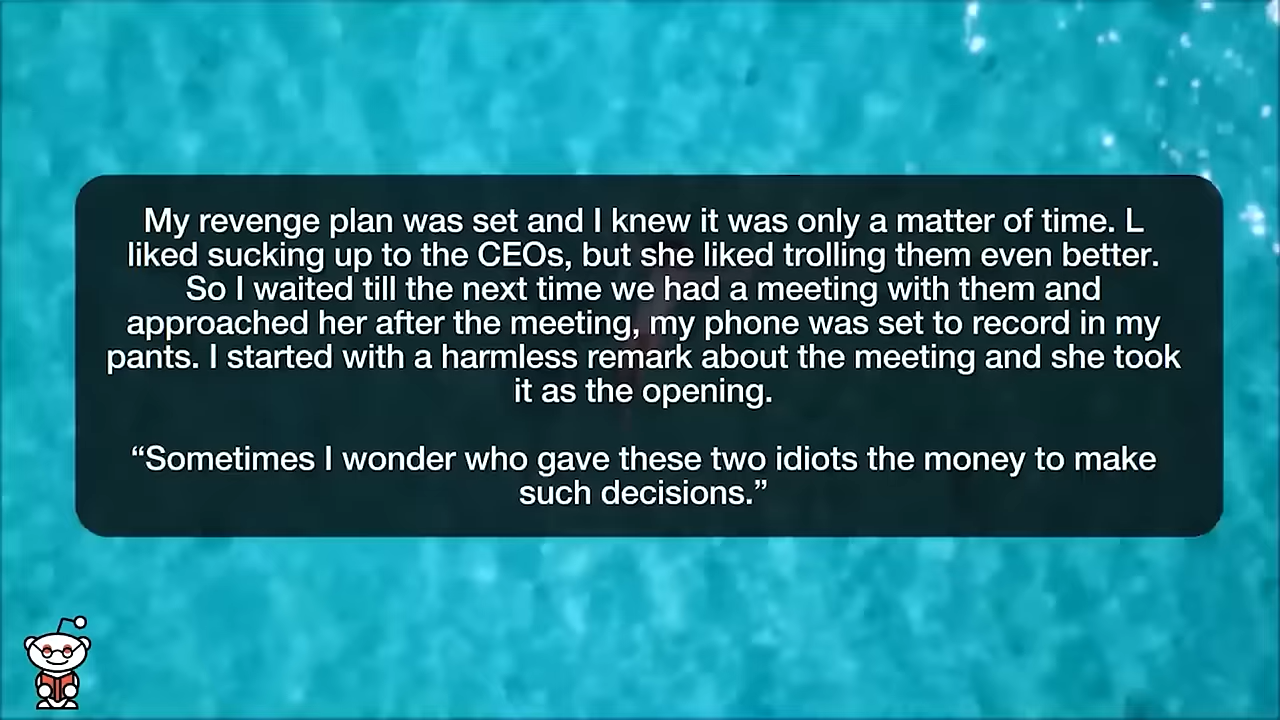 My revenge plan was set and I knew it was only a matter of time. L
liked sucking up to the CEOs, but she liked trolling them even better.
So I waited till the next time we had a meeting with them and
approached her after the meeting, my phone was set to record in my
pants. I started with a harmless remark about the meeting and she took
it as the opening.
“Sometimes I wonder who gave these two idiots the money to make
such decisions.”